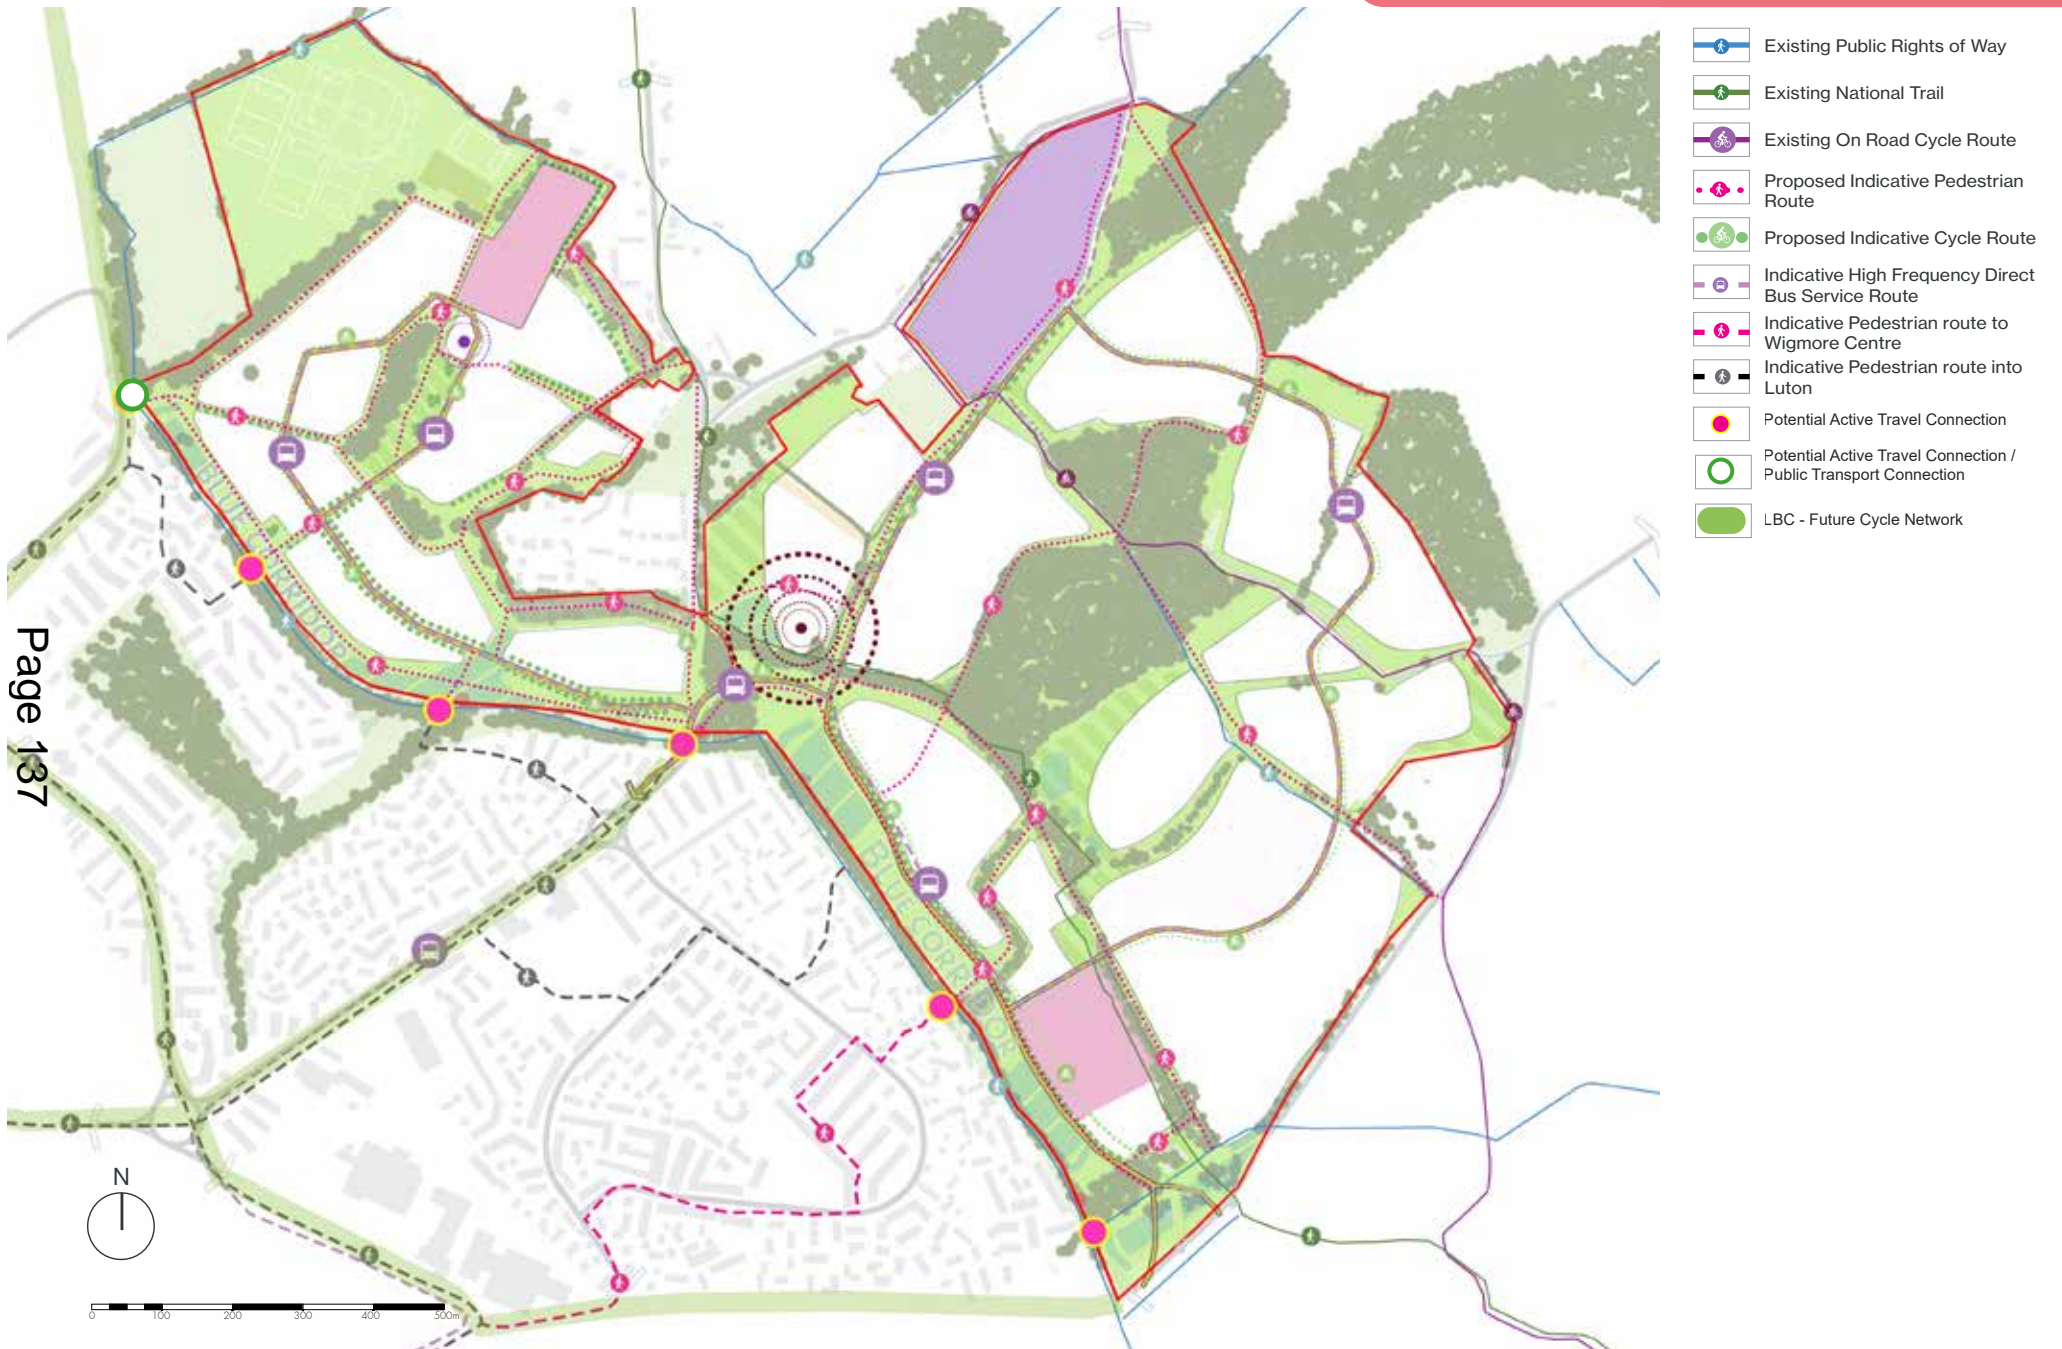 Existing Public Rights of Way
Existing National Trail
Existing On Road Cycle Route
Proposed Indicative Pedestrian
Route
Proposed Indicative Cycle Route
Indicative High Frequency Direct
Bus Service Route
Indicative Pedestrian route to
Wigmore Centre
Indicative Pedestrian route into
Luton
Potential Active Travel Connection
Potential Active Travel Connection /
Public Transport Connection
LBC - Future Cycle Network
BLUE CORRIDOR
BLUE CORRIDOR
Page 137
N
0 100 200 300 400 500m